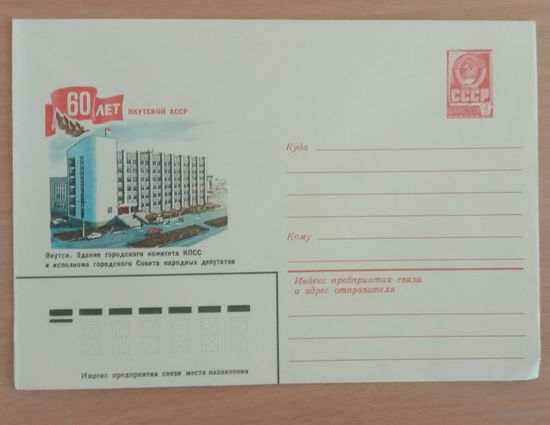 60 ЛЕТ ЯКУТСКОЙ АССР
Якутск. Здание городского комитета КПСС
и исполкома городского Совета народных депутатов
СССР
4
Куда
Кому
Индекс предприятия связи
и адрес отправителя
Индекс предприятия связи места назначения